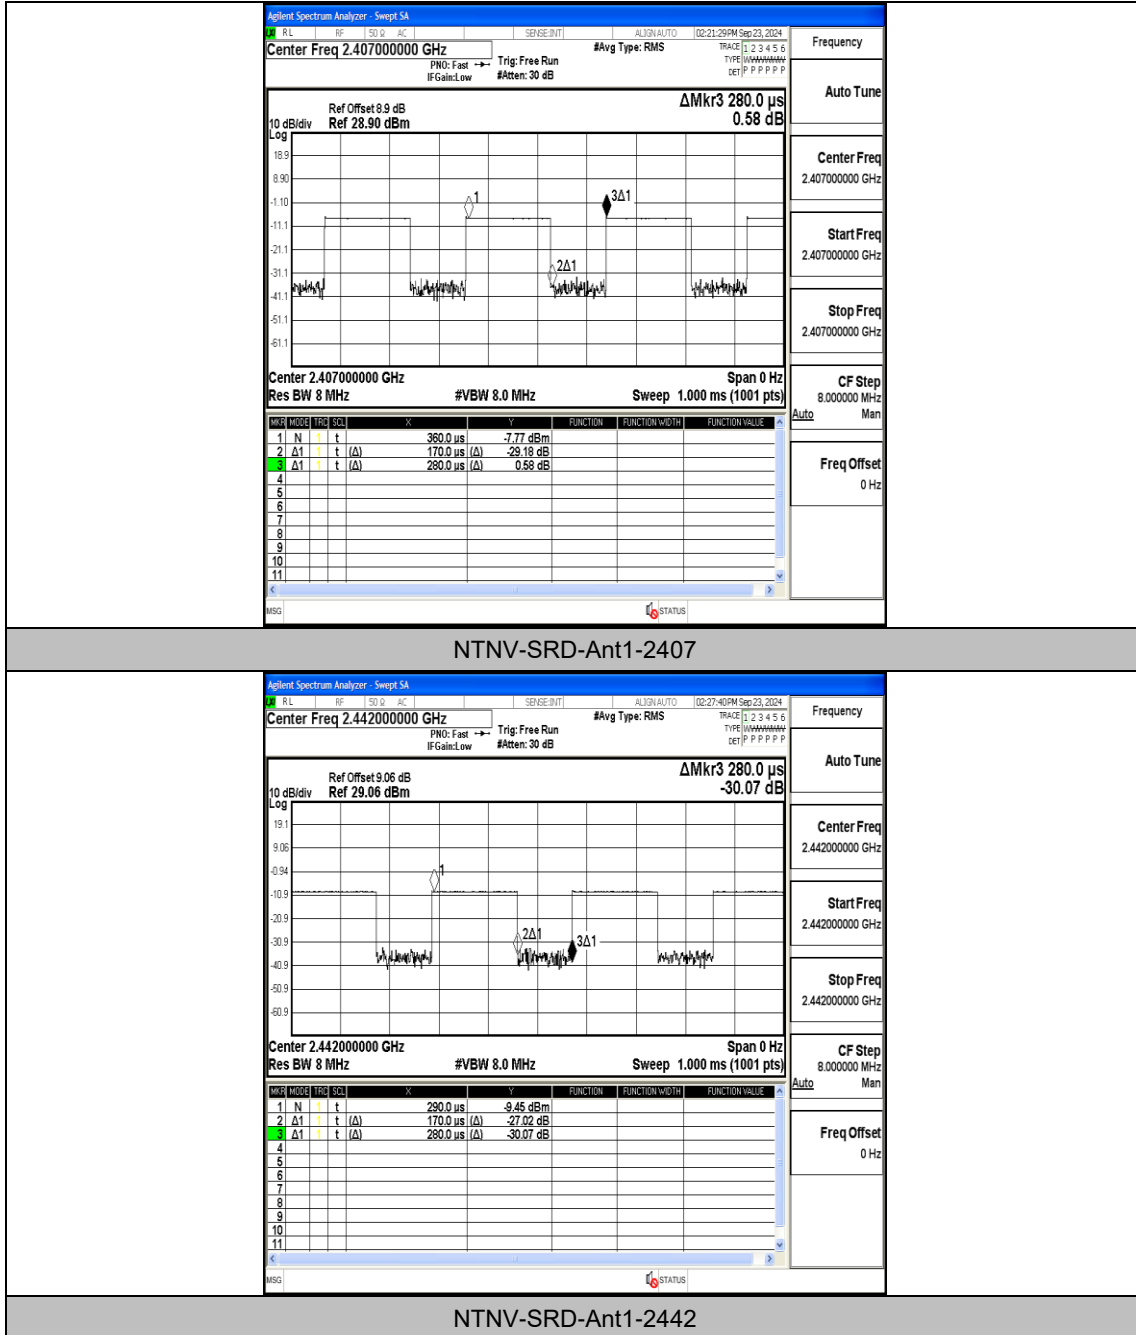 Agilent Spectrum Analyzer - Swept SA
LXI RL RF 50 Ω AC SENSE:INT ALIGN AUTO 02:21:29 PM Sep 23, 2024
Center Freq 2.407000000 GHz #Avg Type: RMS TRACE 1 2 3 4 5 6
PNO: Fast Trig: Free Run TYPE
IFGain:Low #Atten: 30 dB DET P P P P P P
Frequency
Auto Tune
ΔMkr3 280.0 µs
0.58 dB
Ref Offset 8.9 dB
10 dB/div Ref 28.90 dBm
Log
18.9
8.90
-1.10
-11.1
-21.1
-31.1
-41.1
-51.1
-61.1
1
3Δ1
2Δ1
Center Freq
2.407000000 GHz
Start Freq
2.407000000 GHz
Stop Freq
2.407000000 GHz
Center 2.407000000 GHz Span 0 Hz
Res BW 8 MHz #VBW 8.0 MHz Sweep 1.000 ms (1001 pts)
CF Step
8.000000 MHz
Auto Man
MKR MODE TRC SCL X Y FUNCTION FUNCTION WIDTH FUNCTION VALUE
1 N 1 t 360.0 µs -7.77 dBm
2 Δ1 1 t (Δ) 170.0 µs (Δ) -29.18 dB
3 Δ1 1 t (Δ) 280.0 µs (Δ) 0.58 dB
4
5
6
7
8
9
10
11
Freq Offset
0 Hz
MSG STATUS
NTNV-SRD-Ant1-2407
Agilent Spectrum Analyzer - Swept SA
LXI RL RF 50 Ω AC SENSE:INT ALIGN AUTO 02:27:40 PM Sep 23, 2024
Center Freq 2.442000000 GHz #Avg Type: RMS TRACE 1 2 3 4 5 6
PNO: Fast Trig: Free Run TYPE
IFGain:Low #Atten: 30 dB DET P P P P P P
Frequency
Auto Tune
ΔMkr3 280.0 µs
-30.07 dB
Ref Offset 9.06 dB
10 dB/div Ref 29.06 dBm
Log
19.1
9.06
-0.94
-10.9
-20.9
-30.9
-40.9
-50.9
-60.9
1
2Δ1
3Δ1
Center Freq
2.442000000 GHz
Start Freq
2.442000000 GHz
Stop Freq
2.442000000 GHz
Center 2.442000000 GHz Span 0 Hz
Res BW 8 MHz #VBW 8.0 MHz Sweep 1.000 ms (1001 pts)
CF Step
8.000000 MHz
Auto Man
MKR MODE TRC SCL X Y FUNCTION FUNCTION WIDTH FUNCTION VALUE
1 N 1 t 290.0 µs -9.45 dBm
2 Δ1 1 t (Δ) 170.0 µs (Δ) -27.02 dB
3 Δ1 1 t (Δ) 280.0 µs (Δ) -30.07 dB
4
5
6
7
8
9
10
11
Freq Offset
0 Hz
MSG STATUS
NTNV-SRD-Ant1-2442